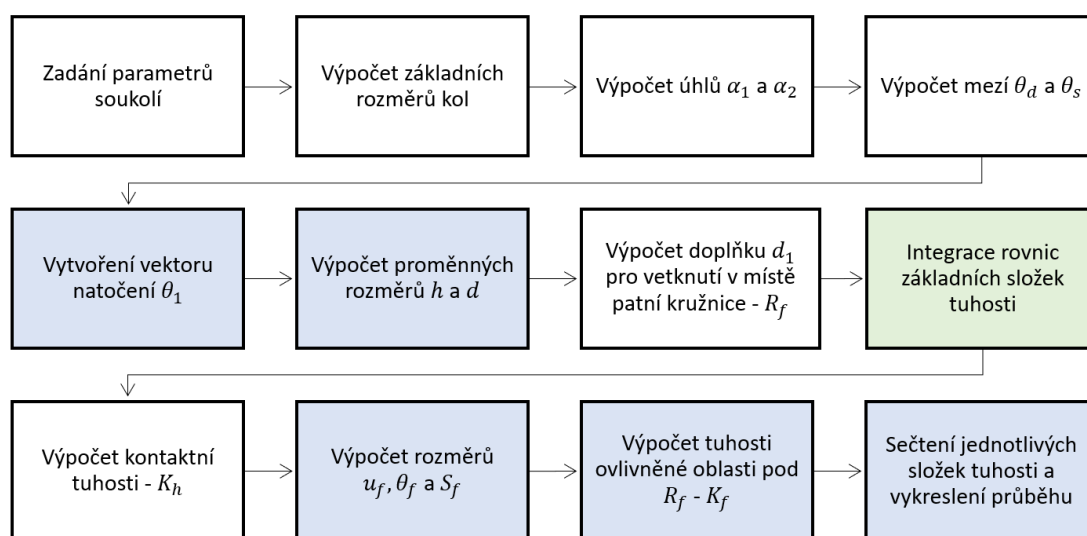 Zadání parametrů
soukolí
Výpočet základních
rozměrů kol
Výpočet úhlů α₁ a α₂
Výpočet mezí θ_d a θ_s
Vytvoření vektoru
natočení θ₁
Výpočet proměnných
rozměrů h a d
Výpočet doplňku d₁
pro vetknutí v místě
patní kružnice - R_f
Integrace rovnic
základních složek
tuhosti
Výpočet kontaktní
tuhosti - K_h
Výpočet rozměrů
u_f, θ_f a S_f
Výpočet tuhosti
ovlivněné oblasti pod
R_f - K_f
Sečtení jednotlivých
složek tuhosti a
vykreslení průběhu